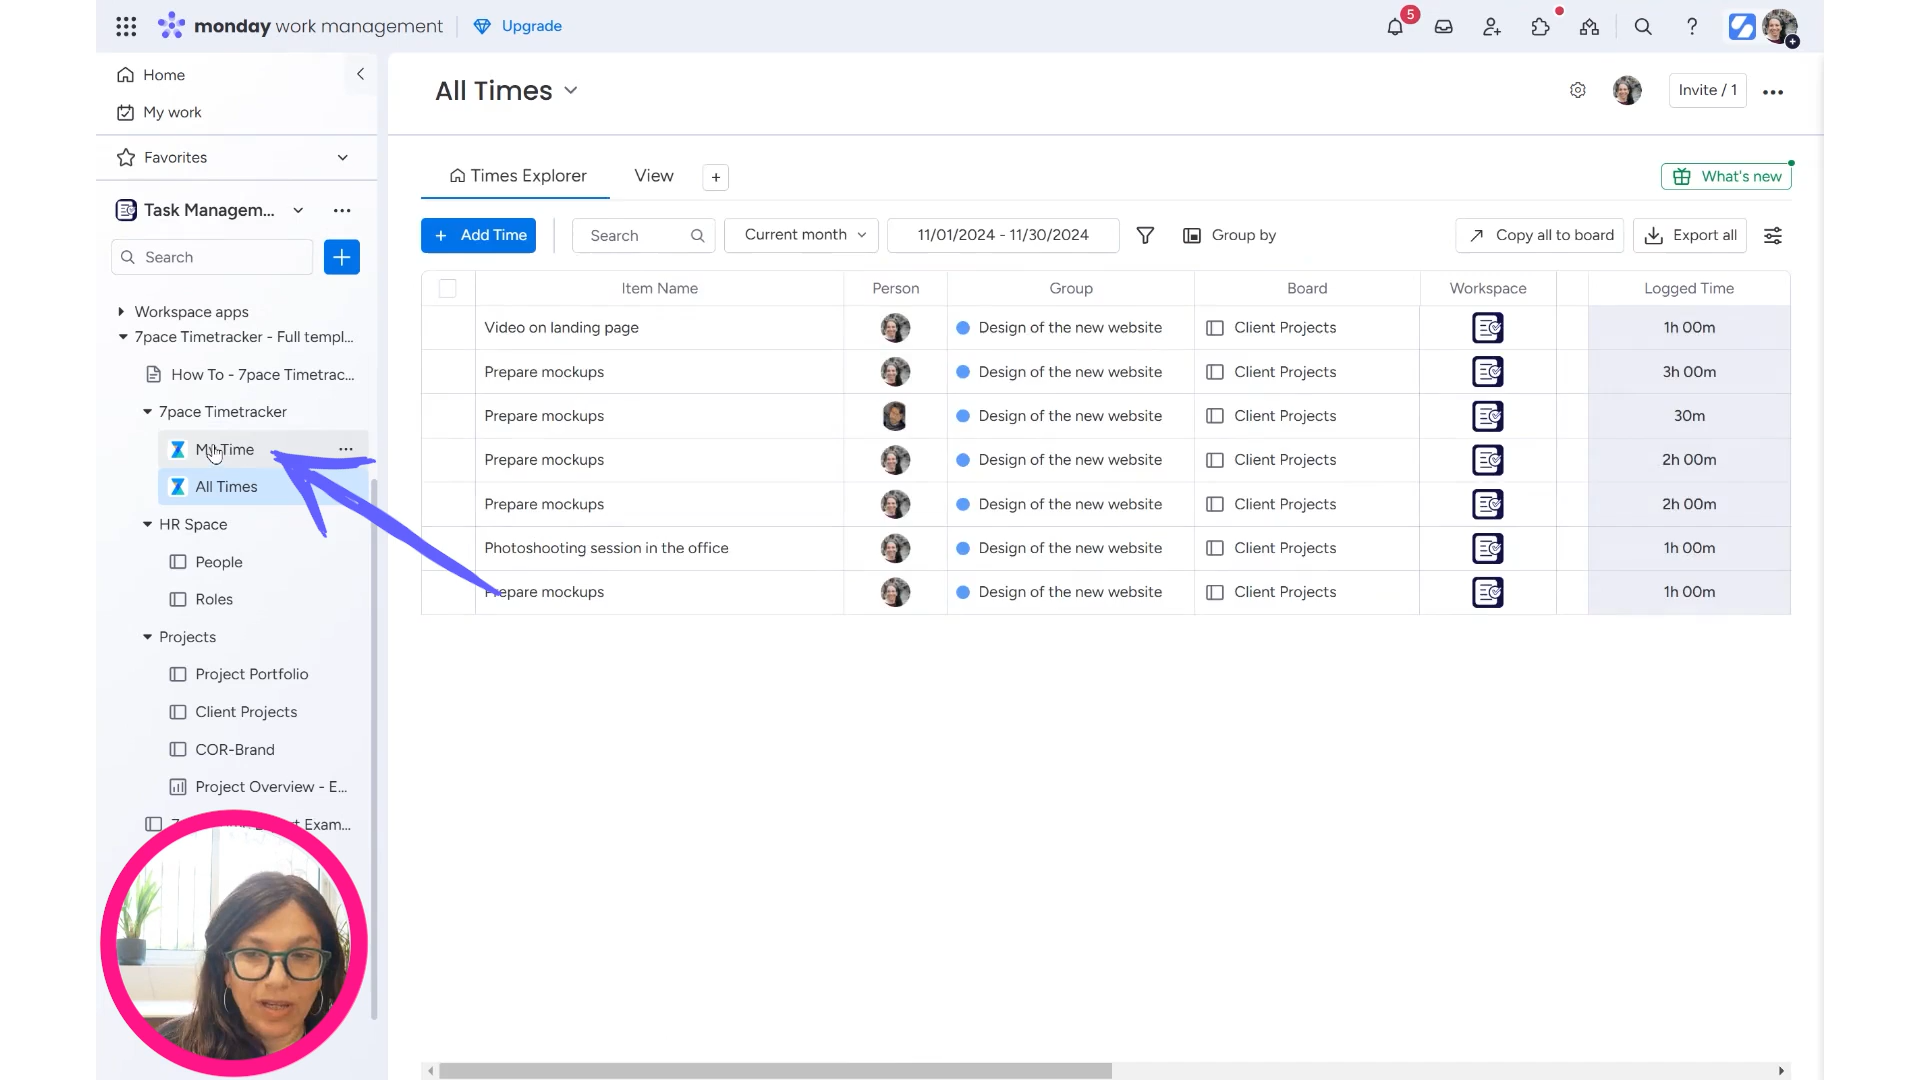 monday work management
Upgrade
5
Home
My work
Favorites
Task Managem...
Search
Workspace apps
7pace Timetracker - Full templ...
How To - 7pace Timetrac...
7pace Timetracker
My Time
All Times
HR Space
People
Roles
Projects
Project Portfolio
Client Projects
COR-Brand
Project Overview - E...
Exam...
All Times
Invite / 1
Times Explorer
View
+
What's new
+ Add Time
Search
Current month
11/01/2024 - 11/30/2024
Group by
Copy all to board
Export all
Item Name Person Group Board Workspace Logged Time
Video on landing page Design of the new website Client Projects 1h 00m
Prepare mockups Design of the new website Client Projects 3h 00m
Prepare mockups Design of the new website Client Projects 30m
Prepare mockups Design of the new website Client Projects 2h 00m
Prepare mockups Design of the new website Client Projects 2h 00m
Photoshooting session in the office Design of the new website Client Projects 1h 00m
Prepare mockups Design of the new website Client Projects 1h 00m